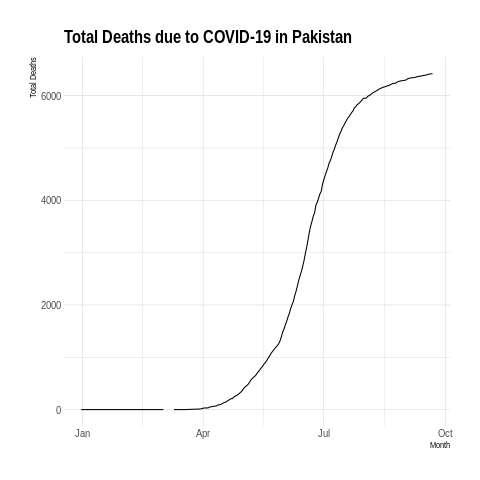 Total Deaths due to COVID-19 in Pakistan
Total Deaths
6000
4000
2000
0
Jan Apr Jul Oct
Month